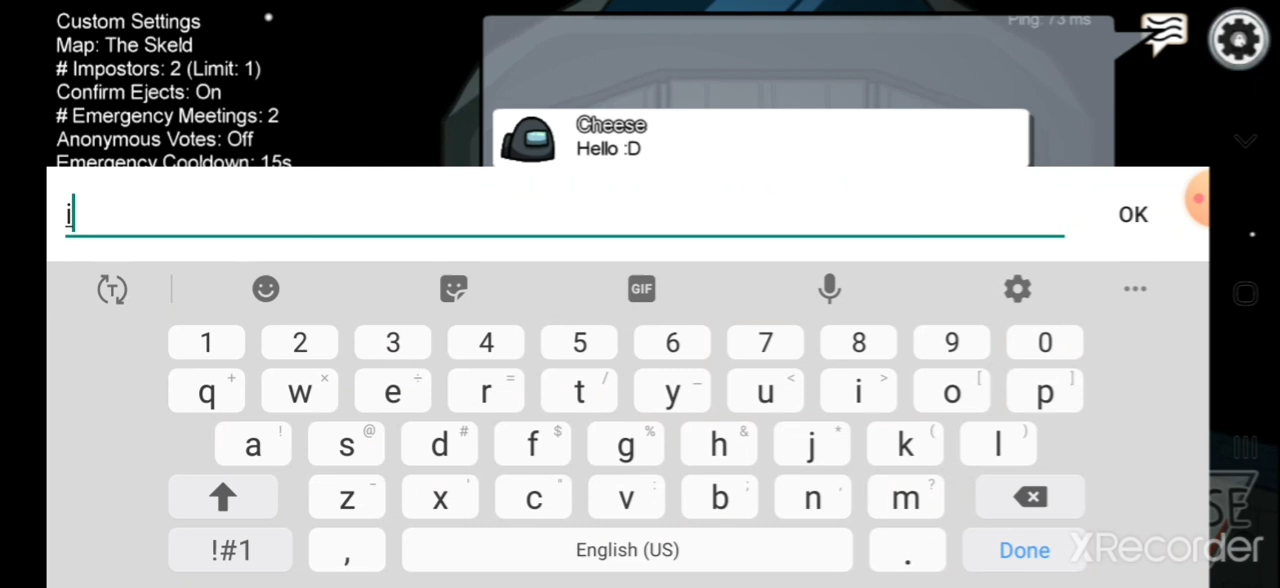 Custom Settings
Map: The Skeld
# Impostors: 2 (Limit: 1)
Confirm Ejects: On
# Emergency Meetings: 2
Anonymous Votes: Off
Emergency Cooldown: 15s
Ping: 73 ms
Cheese
Hello :D
i
OK
T
GIF
1 2 3 4 5 6 7 8 9 0
q + w × e ÷ r = t / y _ u < i > o [ p ]
a ! s @ d # f $ g % h & j * k ( l )
z - x ' c " v : b ; n , m ?
!#1 , English (US) . Done
XRecorder